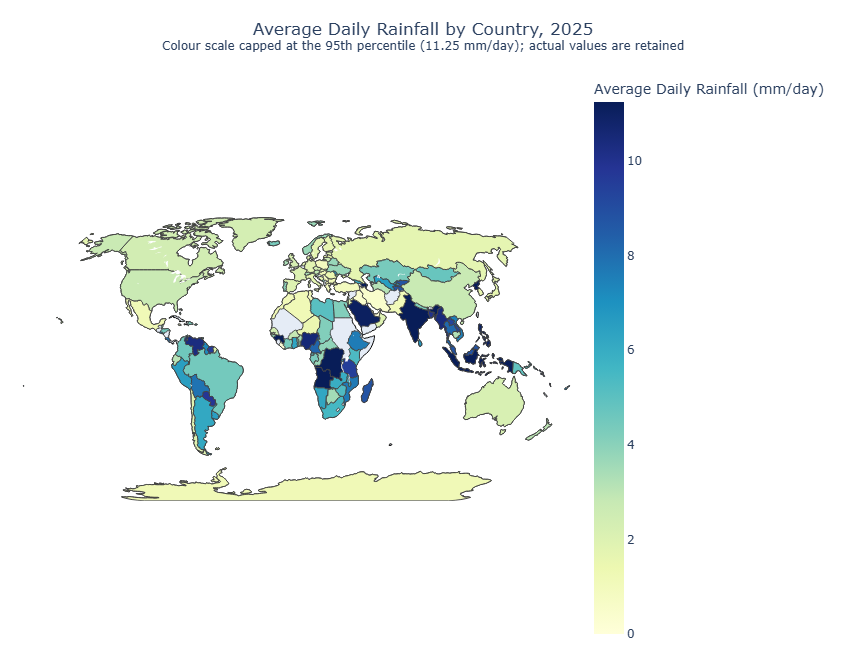 Average Daily Rainfall by Country, 2025
Colour scale capped at the 95th percentile (11.25 mm/day); actual values are retained
Average Daily Rainfall (mm/day)
10
8
6
4
2
0